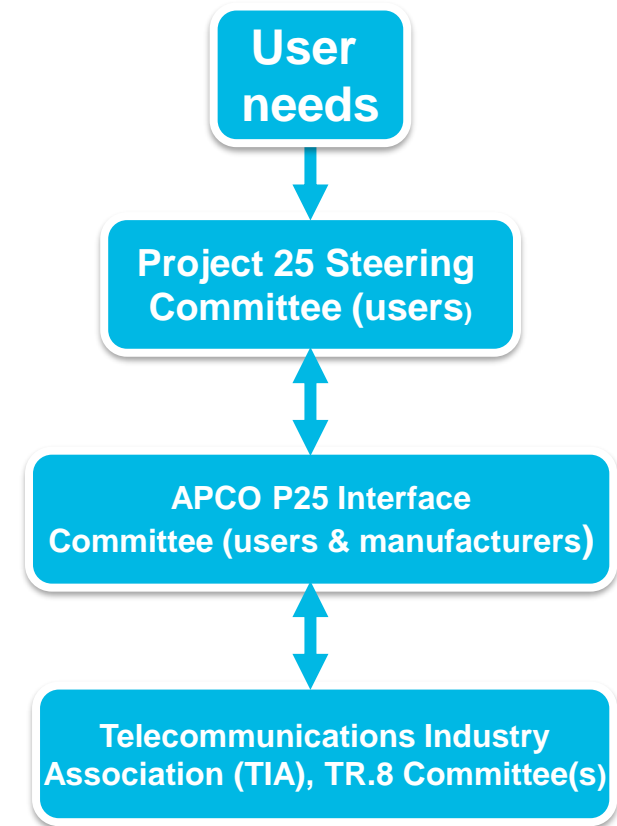 User
needs
Project 25 Steering
Committee (users)
APCO P25 Interface
Committee (users & manufacturers)
Telecommunications Industry
Association (TIA), TR.8 Committee(s)